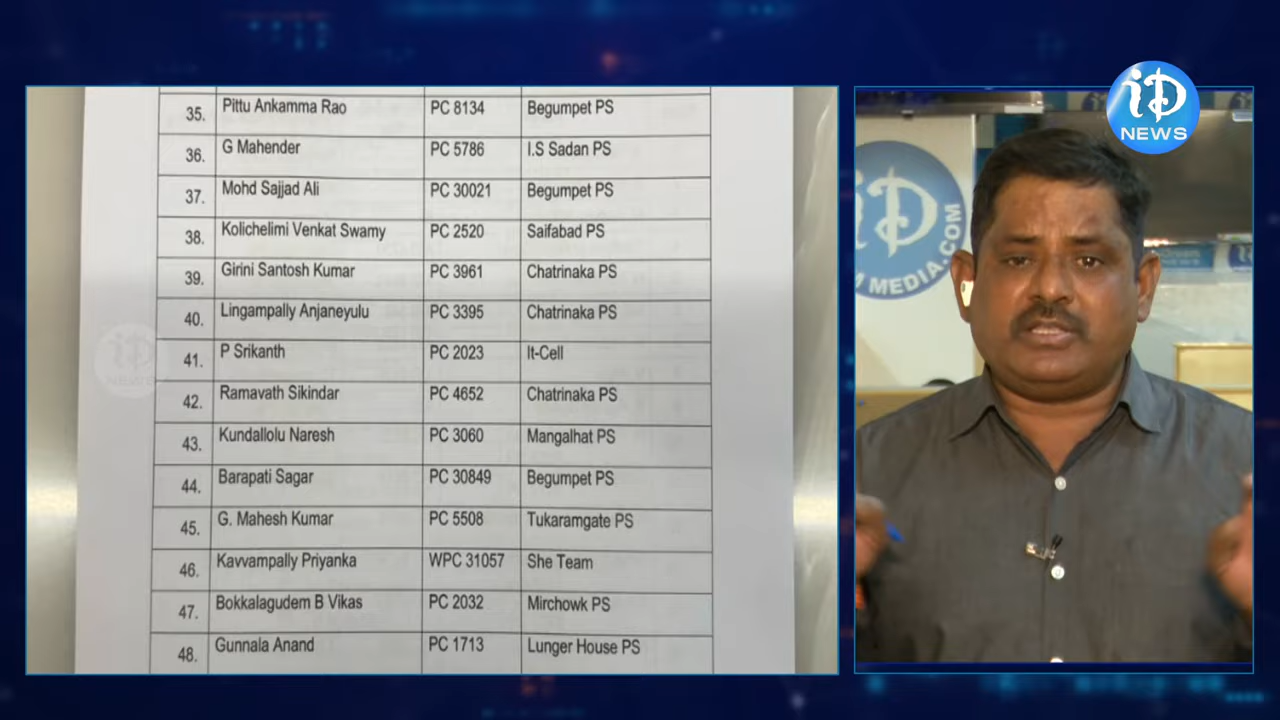 35. Pittu Ankamma Rao PC 8134 Begumpet PS
36. G Mahender PC 5786 I.S Sadan PS
37. Mohd Sajjad Ali PC 30021 Begumpet PS
38. Kolichelimi Venkat Swamy PC 2520 Saifabad PS
39. Girini Santosh Kumar PC 3961 Chatrinaka PS
40. Lingampally Anjaneyulu PC 3395 Chatrinaka PS
41. P Srikanth PC 2023 It-Cell
42. Ramavath Sikindar PC 4652 Chatrinaka PS
43. Kundallolu Naresh PC 3060 Mangalhat PS
44. Barapati Sagar PC 30849 Begumpet PS
45. G. Mahesh Kumar PC 5508 Tukaramgate PS
46. Kavvampally Priyanka WPC 31057 She Team
47. Bokkalagudem B Vikas PC 2032 Mirchowk PS
48. Gunnala Anand PC 1713 Lunger House PS
iD NEWS
iD NEWS
iD
M MEDIA.COM